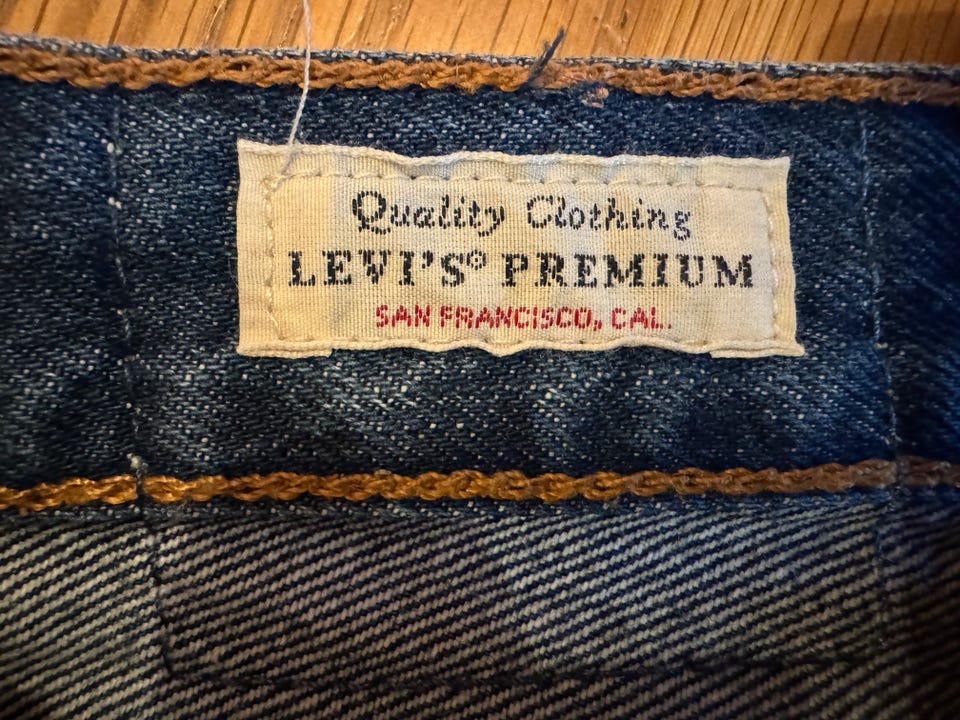 Quality Clothing
LEVI'S® PREMIUM
SAN FRANCISCO, CAL.